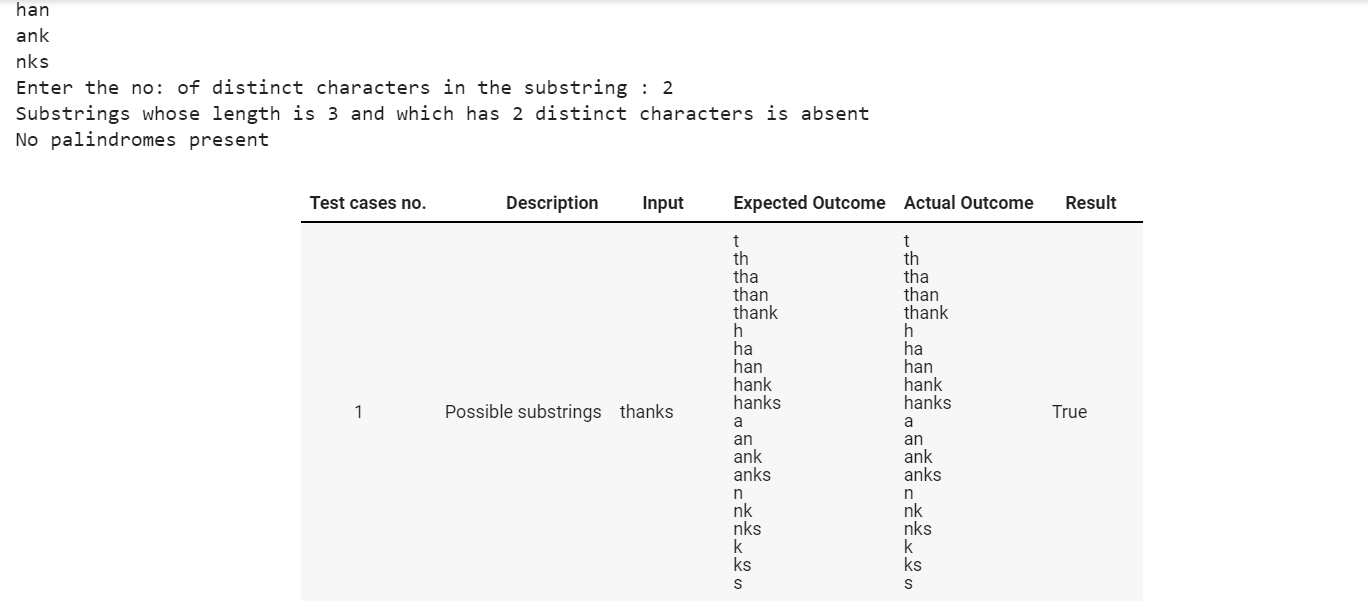 han
ank
nks
Enter the no: of distinct characters in the substring : 2
Substrings whose length is 3 and which has 2 distinct characters is absent
No palindromes present
Test cases no. Description Input Expected Outcome Actual Outcome Result
t t
th th
tha tha
than than
thank thank
h h
ha ha
han han
hank hank
hanks hanks
1 Possible substrings thanks True
a a
an an
ank ank
anks anks
n n
nk nk
nks nks
k k
ks ks
s s